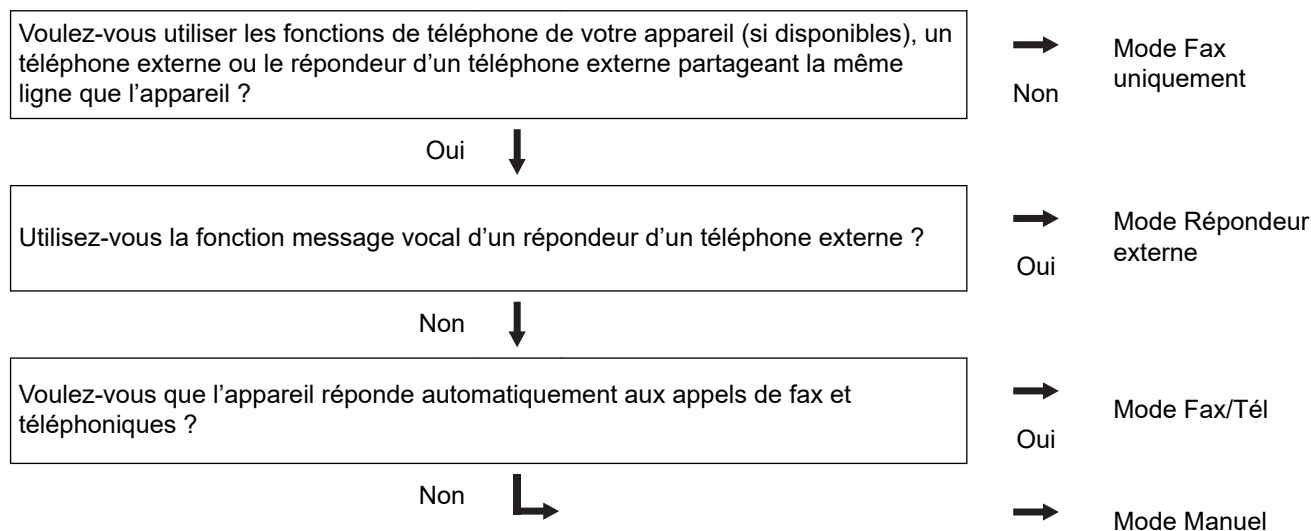 Voulez-vous utiliser les fonctions de téléphone de votre appareil (si disponibles), un
téléphone externe ou le répondeur d’un téléphone externe partageant la même
ligne que l’appareil ?
Non
Mode Fax
uniquement
Oui
Utilisez-vous la fonction message vocal d’un répondeur d’un téléphone externe ?
Oui
Mode Répondeur
externe
Non
Voulez-vous que l’appareil réponde automatiquement aux appels de fax et
téléphoniques ?
Oui
Mode Fax/Tél
Non
Mode Manuel